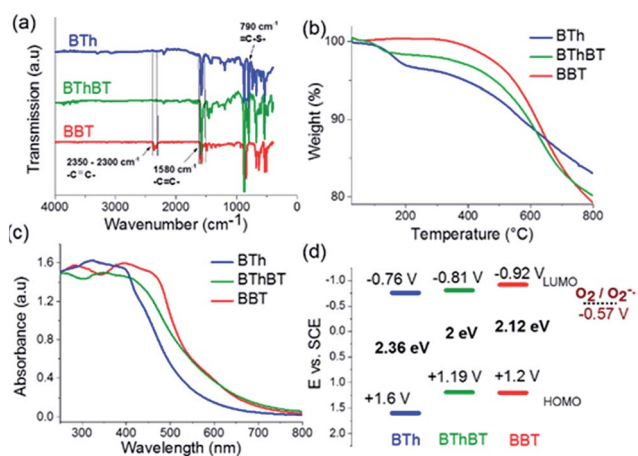 (a)
790 cm⁻¹
=C-S-
BTh
BThBT
BBT
2350 - 2300 cm⁻¹
-C≡C-
1580 cm⁻¹
-C=C-
Transmission (a.u)
4000 3000 2000 1000 0
Wavenumber (cm⁻¹)
(b)
BTh
BThBT
BBT
100
90
80
Weight (%)
200 400 600 800
Temperature (°C)
(c)
BTh
BThBT
BBT
1.6
1.2
0.8
0.4
0.0
Absorbance (a.u)
300 400 500 600 700 800
Wavelength (nm)
(d)
-1.0
-0.5
0.0
0.5
1.0
1.5
E vs. SCE
-0.76 V -0.81 V -0.92 V LUMO
O₂ / O₂⁻·
-0.57 V
2.36 eV 2 eV 2.12 eV
+1.6 V +1.19 V +1.2 V HOMO
BTh BThBT BBT